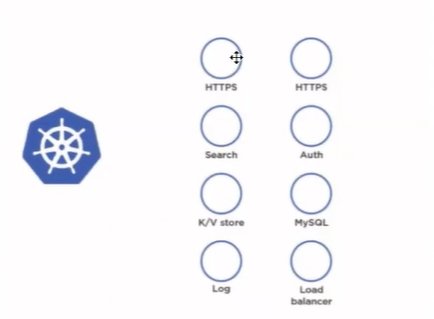 HTTPS HTTPS
Search Auth
K/V store MySQL
Log Load
balancer